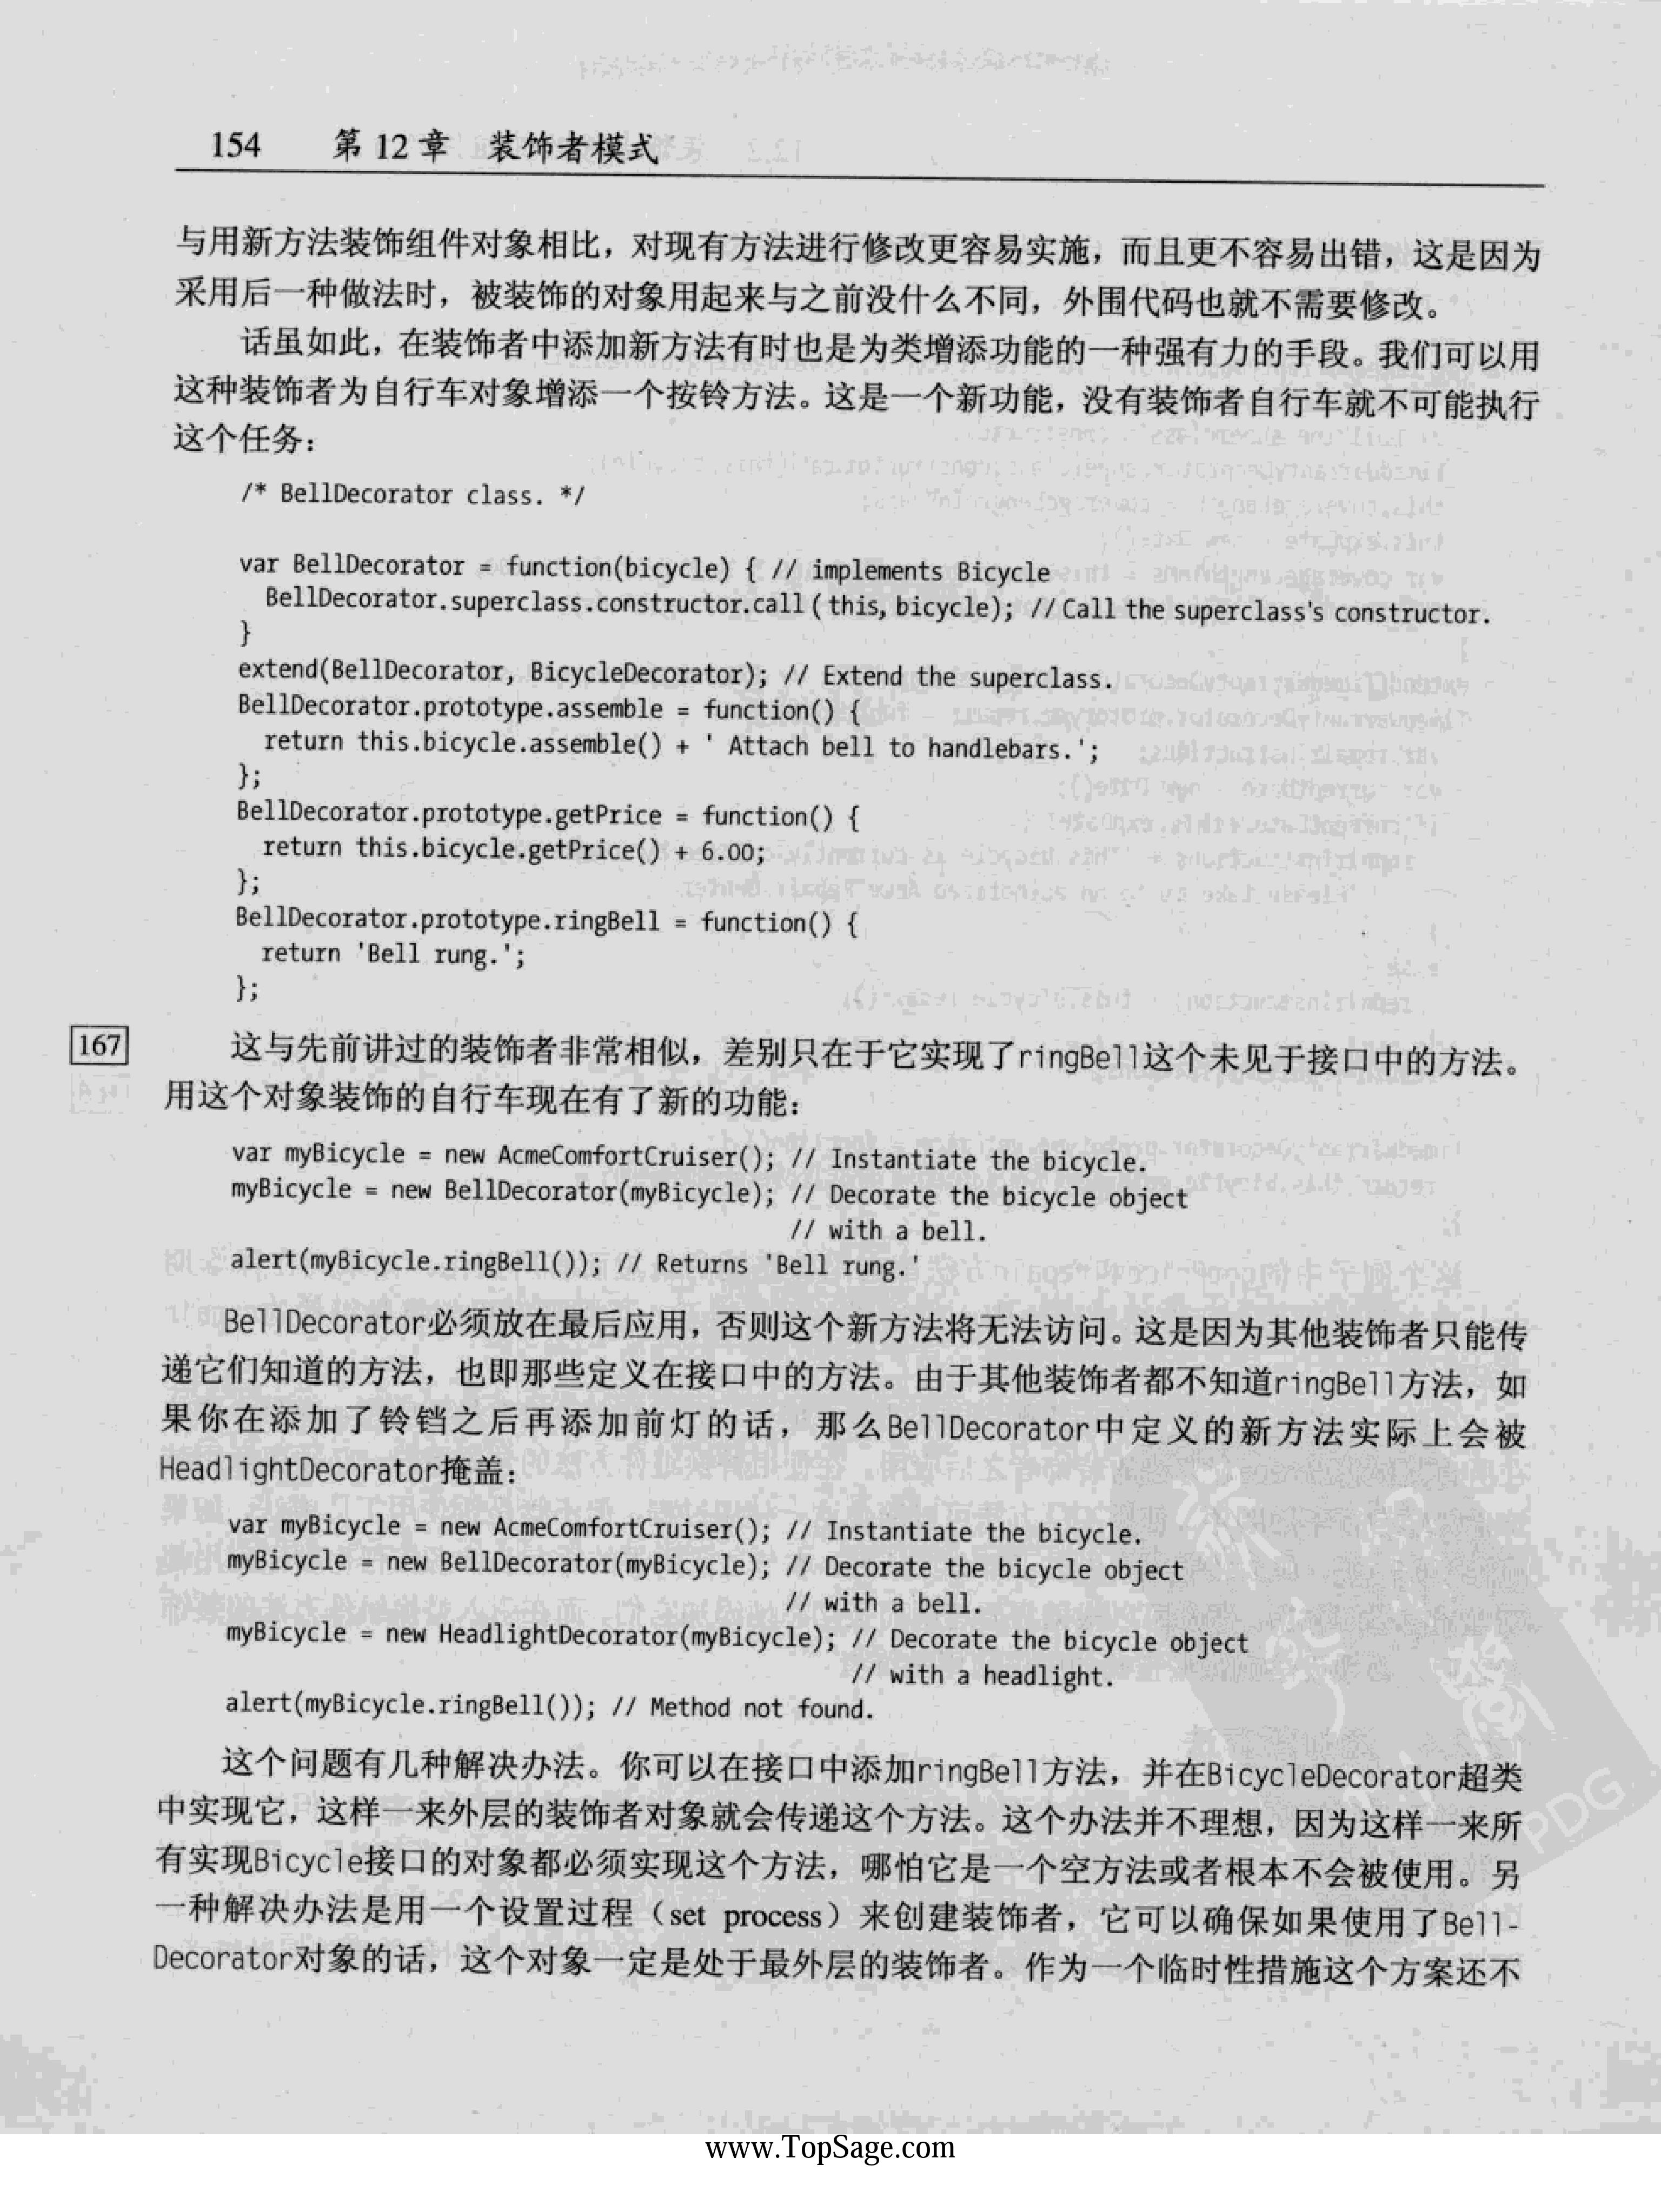 154 第 12 章 装饰者模式
与用新方法装饰组件对象相比，对现有方法进行修改更容易实施，而且更不容易出错，这是因为
采用后一种做法时，被装饰的对象用起来与之前没什么不同，外围代码也就不需要修改。
话虽如此，在装饰者中添加新方法有时也是为类增添功能的一种强有力的手段。我们可以用
这种装饰者为自行车对象增添一个按铃方法。这是一个新功能，没有装饰者自行车就不可能执行
这个任务：
/* BellDecorator class. */
var BellDecorator = function(bicycle) { // implements Bicycle
BellDecorator.superclass.constructor.call(this, bicycle); // Call the superclass's constructor.
}
extend(BellDecorator, BicycleDecorator); // Extend the superclass.
BellDecorator.prototype.assemble = function() {
return this.bicycle.assemble() + ' Attach bell to handlebars.';
};
BellDecorator.prototype.getPrice = function() {
return this.bicycle.getPrice() + 6.00;
};
BellDecorator.prototype.ringBell = function() {
return 'Bell rung.';
};
167
这与先前讲过的装饰者非常相似，差别只在于它实现了ringBell这个未见于接口中的方法。
用这个对象装饰的自行车现在有了新的功能：
var myBicycle = new AcmeComfortCruiser(); // Instantiate the bicycle.
myBicycle = new BellDecorator(myBicycle); // Decorate the bicycle object
// with a bell.
alert(myBicycle.ringBell()); // Returns 'Bell rung.'
BellDecorator必须放在最后应用，否则这个新方法将无法访问。这是因为其他装饰者只能传
递它们知道的方法，也即那些定义在接口中的方法。由于其他装饰者都不知道ringBell方法，如
果你在添加了铃铛之后再添加前灯的话，那么BellDecorator中定义的新方法实际上会被
HeadlightDecorator掩盖：
var myBicycle = new AcmeComfortCruiser(); // Instantiate the bicycle.
myBicycle = new BellDecorator(myBicycle); // Decorate the bicycle object
// with a bell.
myBicycle = new HeadlightDecorator(myBicycle); // Decorate the bicycle object
// with a headlight.
alert(myBicycle.ringBell()); // Method not found.
这个问题有几种解决办法。你可以在接口中添加ringBell方法，并在BicycleDecorator超类
中实现它，这样一来外层的装饰者对象就会传递这个方法。这个办法并不理想，因为这样一来所
有实现Bicycle接口的对象都必须实现这个方法，哪怕它是一个空方法或者根本不会被使用。另
一种解决办法是用一个设置过程（set process）来创建装饰者，它可以确保如果使用了Bell-
Decorator对象的话，这个对象一定是处于最外层的装饰者。作为一个临时性措施这个方案还不
PDG
www.TopSage.com